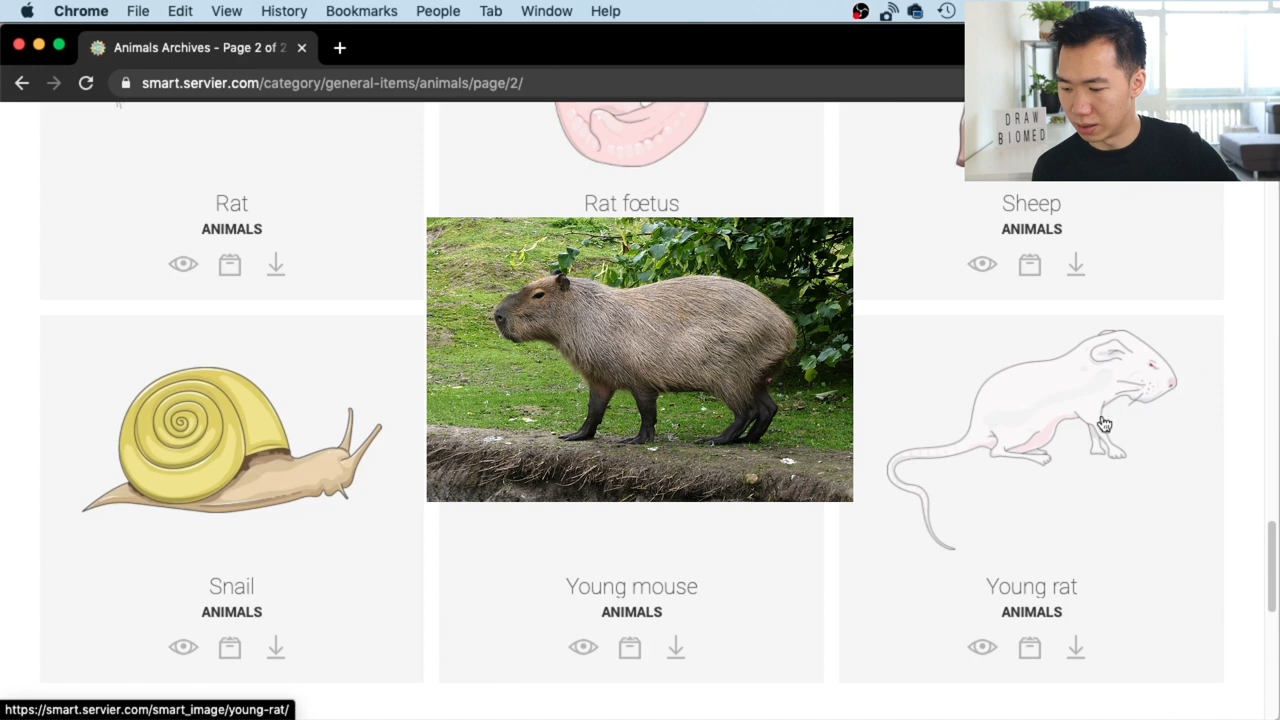 Chrome File Edit View History Bookmarks People Tab Window Help
Animals Archives - Page 2 of 2
smart.servier.com/category/general-items/animals/page/2/
DRAW
BIOMED
Rat
ANIMALS
Rat fœtus
Sheep
ANIMALS
Snail
ANIMALS
Young mouse
ANIMALS
Young rat
ANIMALS
https://smart.servier.com/smart_image/young-rat/